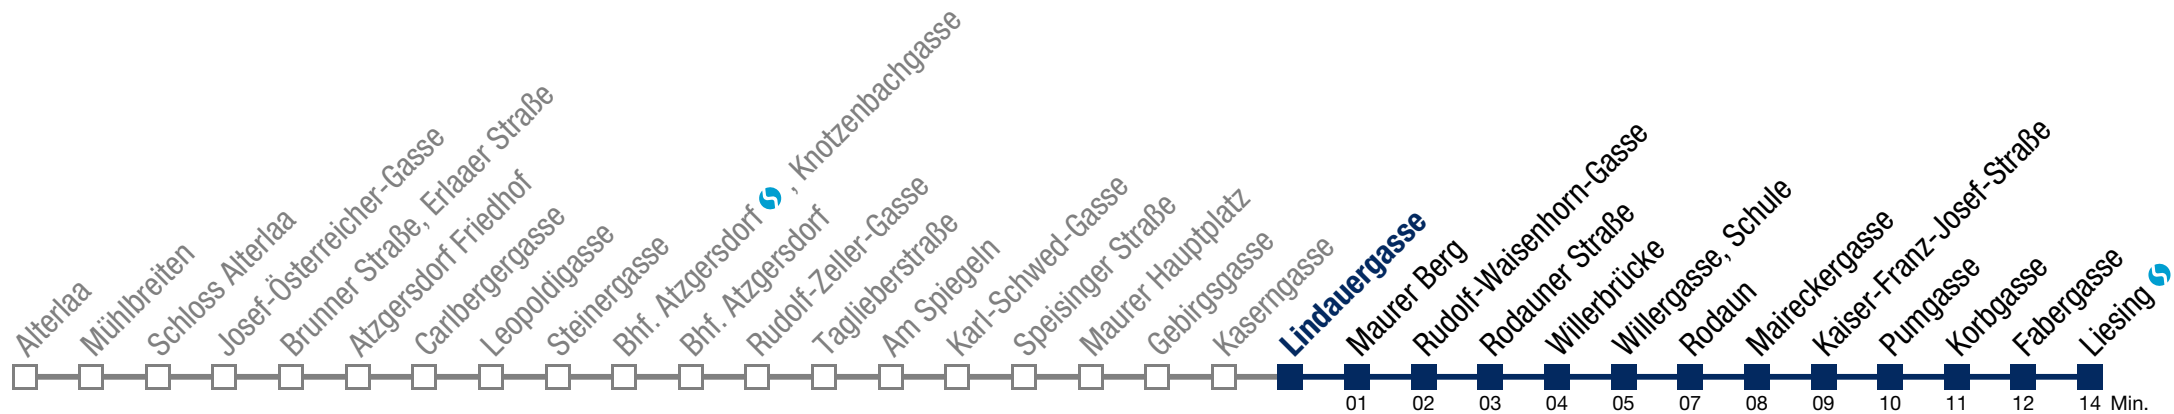 Alterlaa
Mühlbreiten
Schloss Alterlaa
Josef-Österreicher-Gasse
Brunner Straße, Erlaaer Straße
Atzgersdorf Friedhof
Carlbergergasse
Leopoldigasse
Steinergasse
Bhf. Atzgersdorf , Knotzenbachgasse
Bhf. Atzgersdorf
Rudolf-Zeller-Gasse
Taglieberstraße
Am Spiegeln
Karl-Schwed-Gasse
Speisinger Straße
Maurer Hauptplatz
Gebirgsgasse
Kaserngasse
Lindauergasse
Maurer Berg
Rudolf-Waisenhorn-Gasse
Rodauner Straße
Willerbrücke
Willergasse, Schule
Rodaun
Maireckergasse
Kaiser-Franz-Josef-Straße
Pumgasse
Korbgasse
Fabergasse
Liesing
01 02 03 04 05 07 08 09 10 11 12 14 Min.